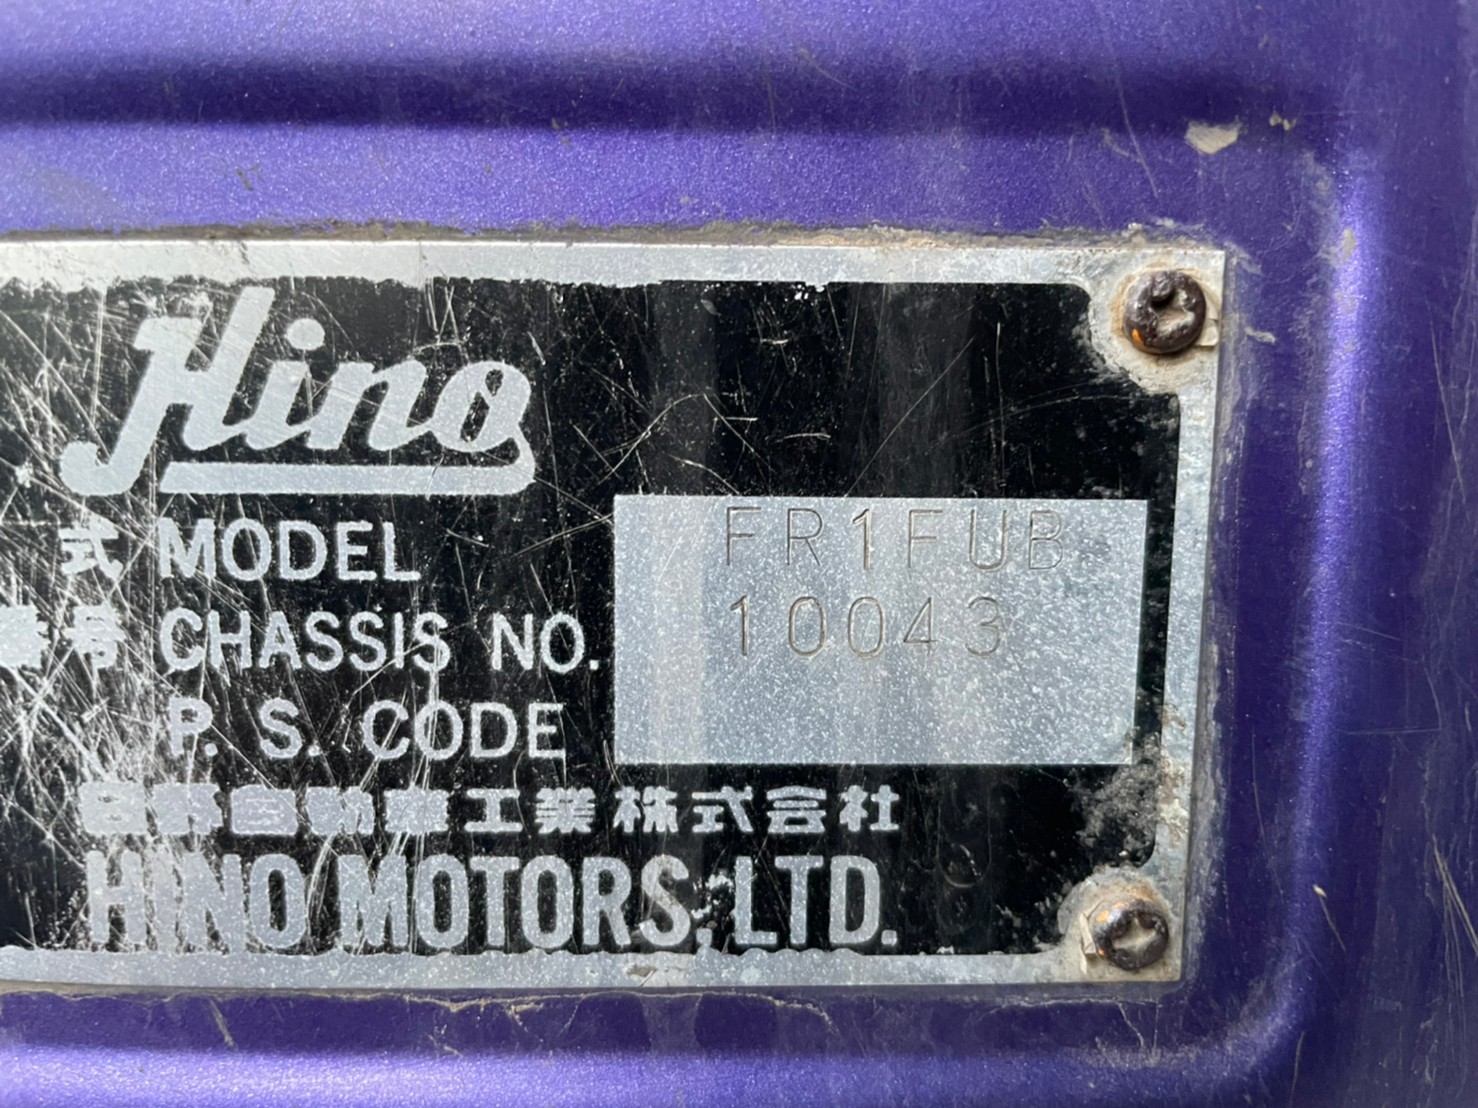 Hino
式 MODEL FR1FUB
番号 CHASSIS NO. 10043
P. S. CODE
日野自動車工業株式会社
HINO MOTORS, LTD.